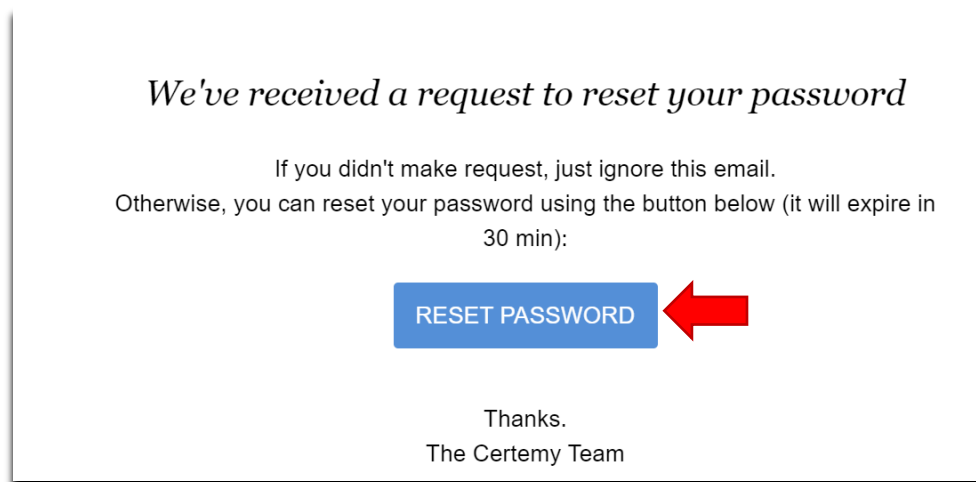 We've received a request to reset your password
If you didn't make request, just ignore this email.
Otherwise, you can reset your password using the button below (it will expire in
30 min):
RESET PASSWORD
Thanks.
The Certemy Team